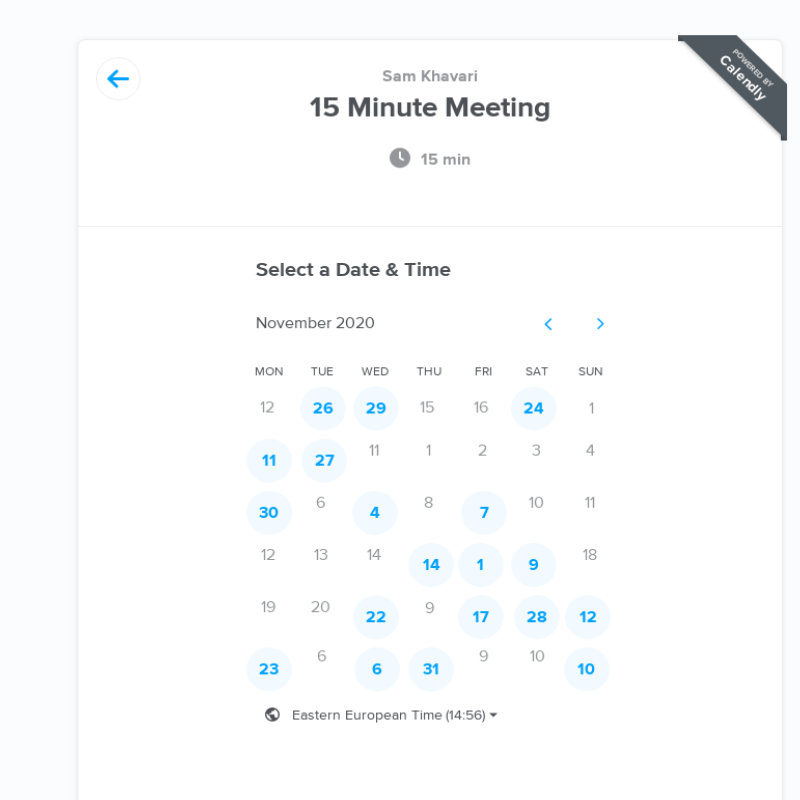 POWERED BY
Calendly
Sam Khavari
15 Minute Meeting
15 min
Select a Date & Time
November 2020
MON TUE WED THU FRI SAT SUN
12 26 29 15 16 24 1
11 27 11 1 2 3 4
30 6 4 8 7 10 11
12 13 14 14 1 9 18
19 20 22 9 17 28 12
23 6 6 31 9 10 10
Eastern European Time (14:56)